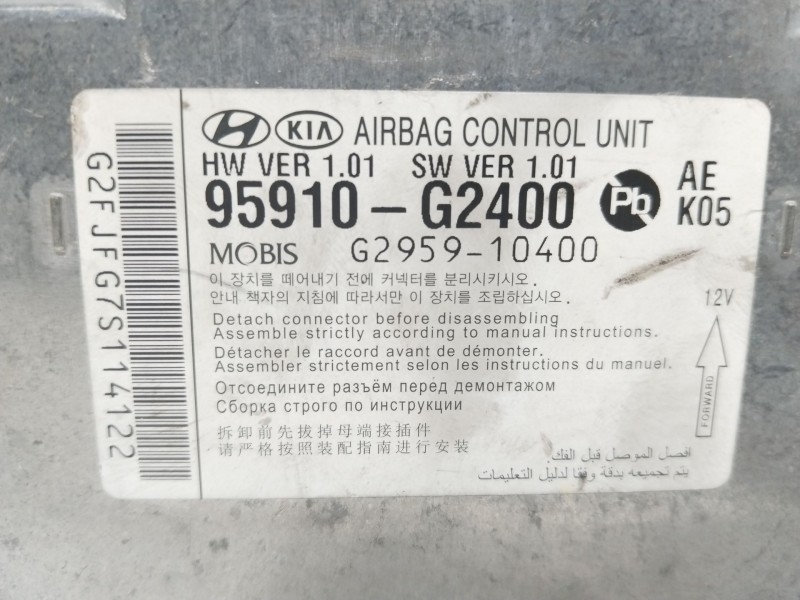 KIA AIRBAG CONTROL UNIT
HW VER 1.01 SW VER 1.01
95910-G2400 Pb AE K05
MOBIS G2959-10400
이 장치를 떼어내기 전에 커넥터를 분리시키시오.
안내 책자의 지침에 따라서만 이 장치를 조립하십시오.
Detach connector before disassembling
Assemble strictly according to manual instructions.
Détacher le raccord avant de démonter.
Assembler strictement selon les instructions du manuel.
Отсоедините разъём перед демонтажом
Сборка строго по инструкции
拆卸前先拔掉母端接插件
请严格按照装配指南进行安装
افصل الموصل قبل الفك.
يتم تجميعه بدقة وفقا لدليل التعليمات.
12V
FORWARD
G2FJFG7S114122